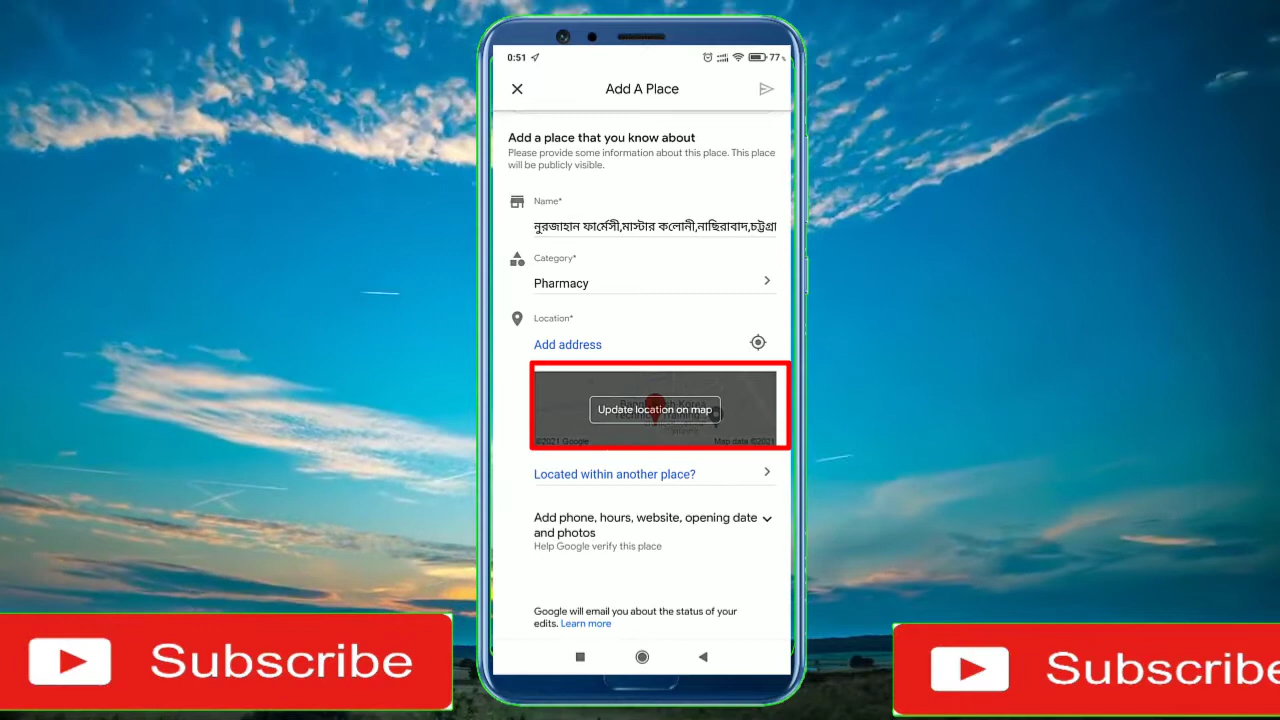 0:51
77
Add A Place
Add a place that you know about
Please provide some information about this place. This place
will be publicly visible.
Name*
নুরজাহান ফার্মেসী,মাস্টার কলোনী,নাছিরাবাদ,চট্টগ্রা
Category*
Pharmacy
Location*
Add address
Update location on map
©2021 Google
Map data ©2021
Located within another place?
Add phone, hours, website, opening date
and photos
Help Google verify this place
Google will email you about the status of your
edits. Learn more
Subscribe
Subscribe